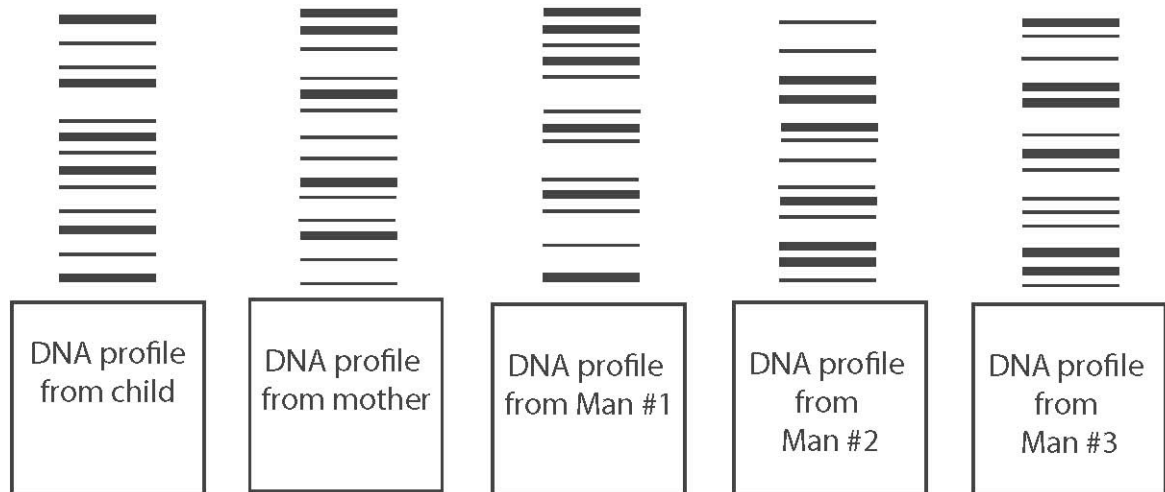 DNA profile
from child
DNA profile
from mother
DNA profile
from Man #1
DNA profile
from
Man #2
DNA profile
from
Man #3